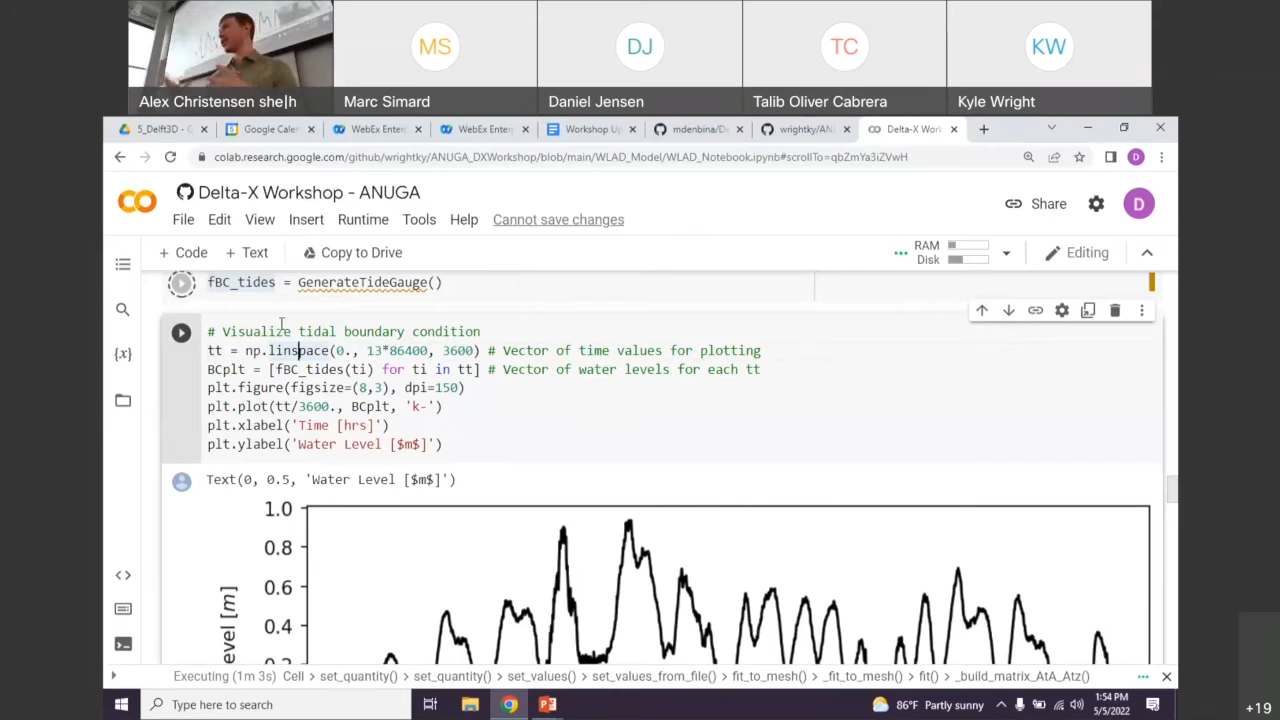 MS
DJ
TC
KW
Alex Christensen she|h
Marc Simard
Daniel Jensen
Talib Oliver Cabrera
Kyle Wright
5_Delft3D - G
Google Caler
WebEx Enter
WebEx Enter
Workshop U
mdenbina/D
wrightky/AN
Delta-X Work
colab.research.google.com/github/wrightky/ANUGA_DXWorkshop/blob/main/WLAD_Model/WLAD_Notebook.ipynb#scrollTo=qbZmYa3iZVwH
D
Delta-X Workshop - ANUGA
File Edit View Insert Runtime Tools Help Cannot save changes
Share
D
+ Code + Text Copy to Drive
RAM
Disk
Editing
fBC_tides = GenerateTideGauge()
# Visualize tidal boundary condition
tt = np.linspace(0., 13*86400, 3600) # Vector of time values for plotting
BCplt = [fBC_tides(ti) for ti in tt] # Vector of water levels for each tt
plt.figure(figsize=(8,3), dpi=150)
plt.plot(tt/3600., BCplt, 'k-')
plt.xlabel('Time [hrs]')
plt.ylabel('Water Level [$m$]')
{x}
Text(0, 0.5, 'Water Level [$m$]')
1.0
0.8
0.6
0.4
0.2
evel [m]
Executing (1m 3s) Cell > set_quantity() > set_quantity() > set_values() > set_values_from_file() > fit_to_mesh() > _fit_to_mesh() > fit() > _build_matrix_AtA_Atz()
Type here to search
86°F Partly sunny
1:54 PM
5/5/2022
+19